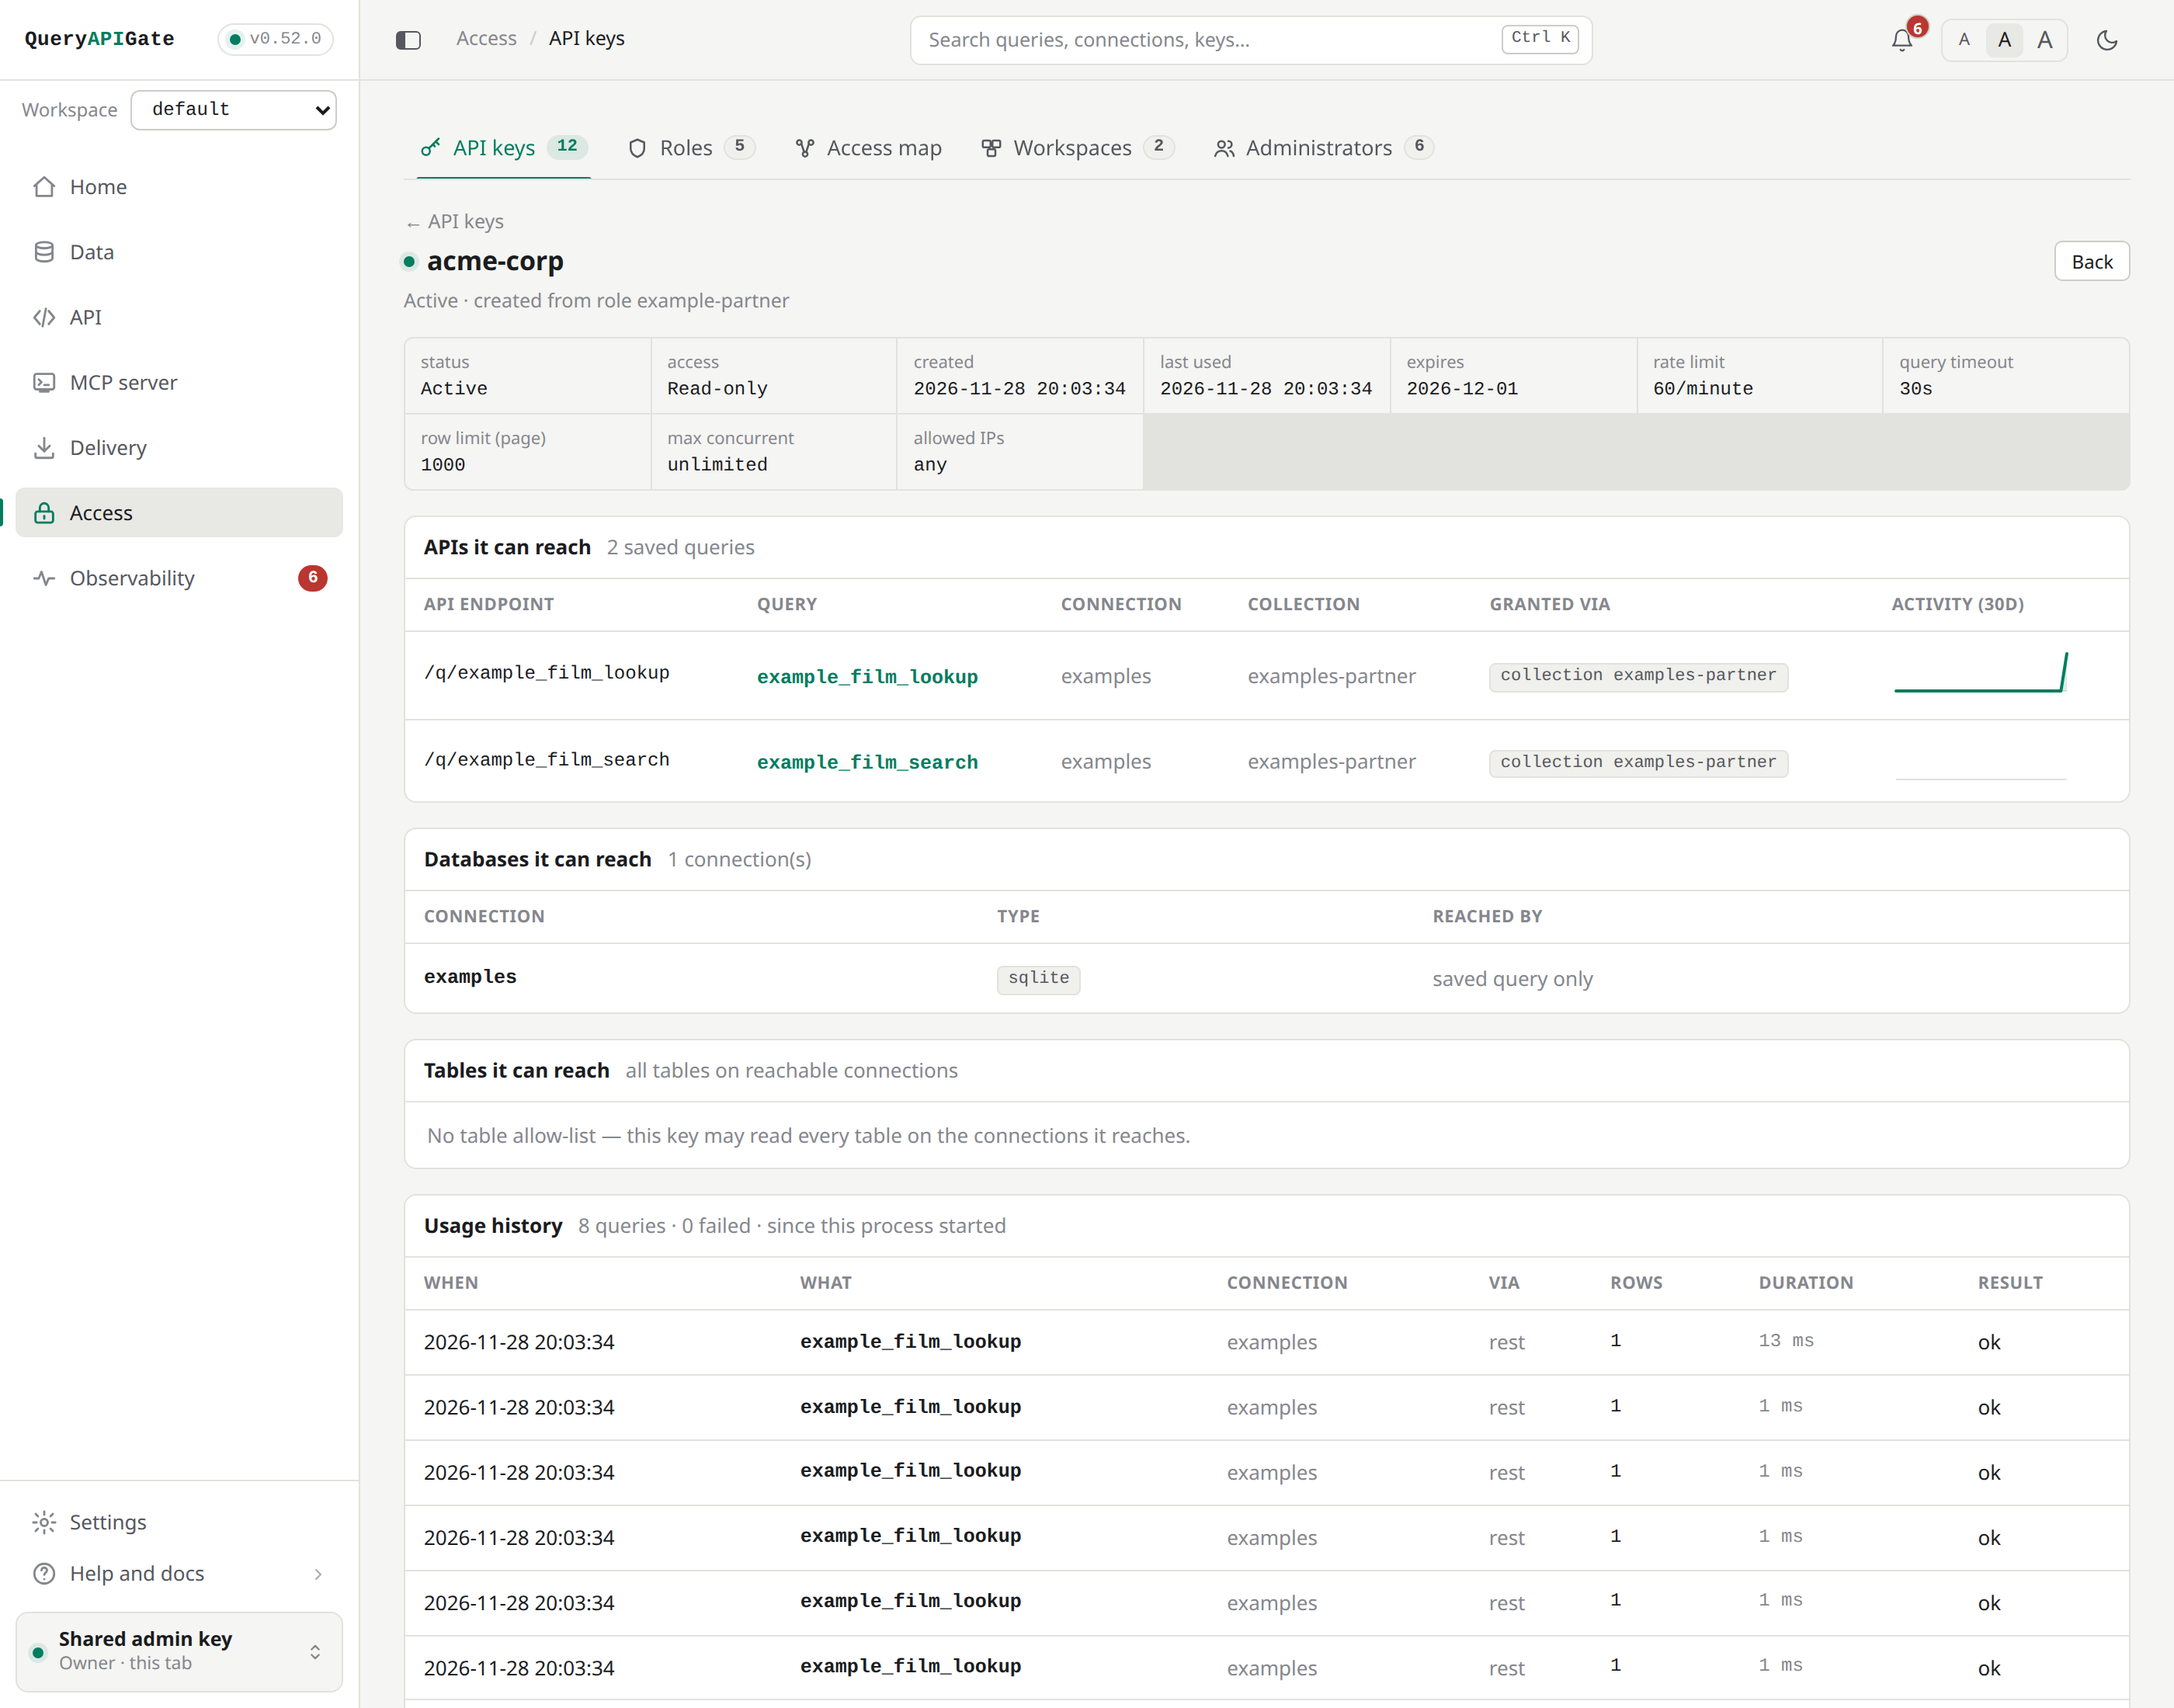 QueryAPIGate v0.52.0
Access / API keys
Search queries, connections, keys... Ctrl K
6
A A A
Workspace default
Home
Data
API
MCP server
Delivery
Access
Observability 6
Settings
Help and docs
Shared admin key
Owner · this tab
API keys 12 Roles 5 Access map Workspaces 2 Administrators 6
← API keys
acme-corp
Back
Active · created from role example-partner
status access created last used expires rate limit query timeout
Active Read-only 2026-11-28 20:03:34 2026-11-28 20:03:34 2026-12-01 60/minute 30s
row limit (page) max concurrent allowed IPs
1000 unlimited any
APIs it can reach 2 saved queries
API ENDPOINT QUERY CONNECTION COLLECTION GRANTED VIA ACTIVITY (30D)
/q/example_film_lookup example_film_lookup examples examples-partner collection examples-partner
/q/example_film_search example_film_search examples examples-partner collection examples-partner
Databases it can reach 1 connection(s)
CONNECTION TYPE REACHED BY
examples sqlite saved query only
Tables it can reach all tables on reachable connections
No table allow-list — this key may read every table on the connections it reaches.
Usage history 8 queries · 0 failed · since this process started
WHEN WHAT CONNECTION VIA ROWS DURATION RESULT
2026-11-28 20:03:34 example_film_lookup examples rest 1 13 ms ok
2026-11-28 20:03:34 example_film_lookup examples rest 1 1 ms ok
2026-11-28 20:03:34 example_film_lookup examples rest 1 1 ms ok
2026-11-28 20:03:34 example_film_lookup examples rest 1 1 ms ok
2026-11-28 20:03:34 example_film_lookup examples rest 1 1 ms ok
2026-11-28 20:03:34 example_film_lookup examples rest 1 1 ms ok